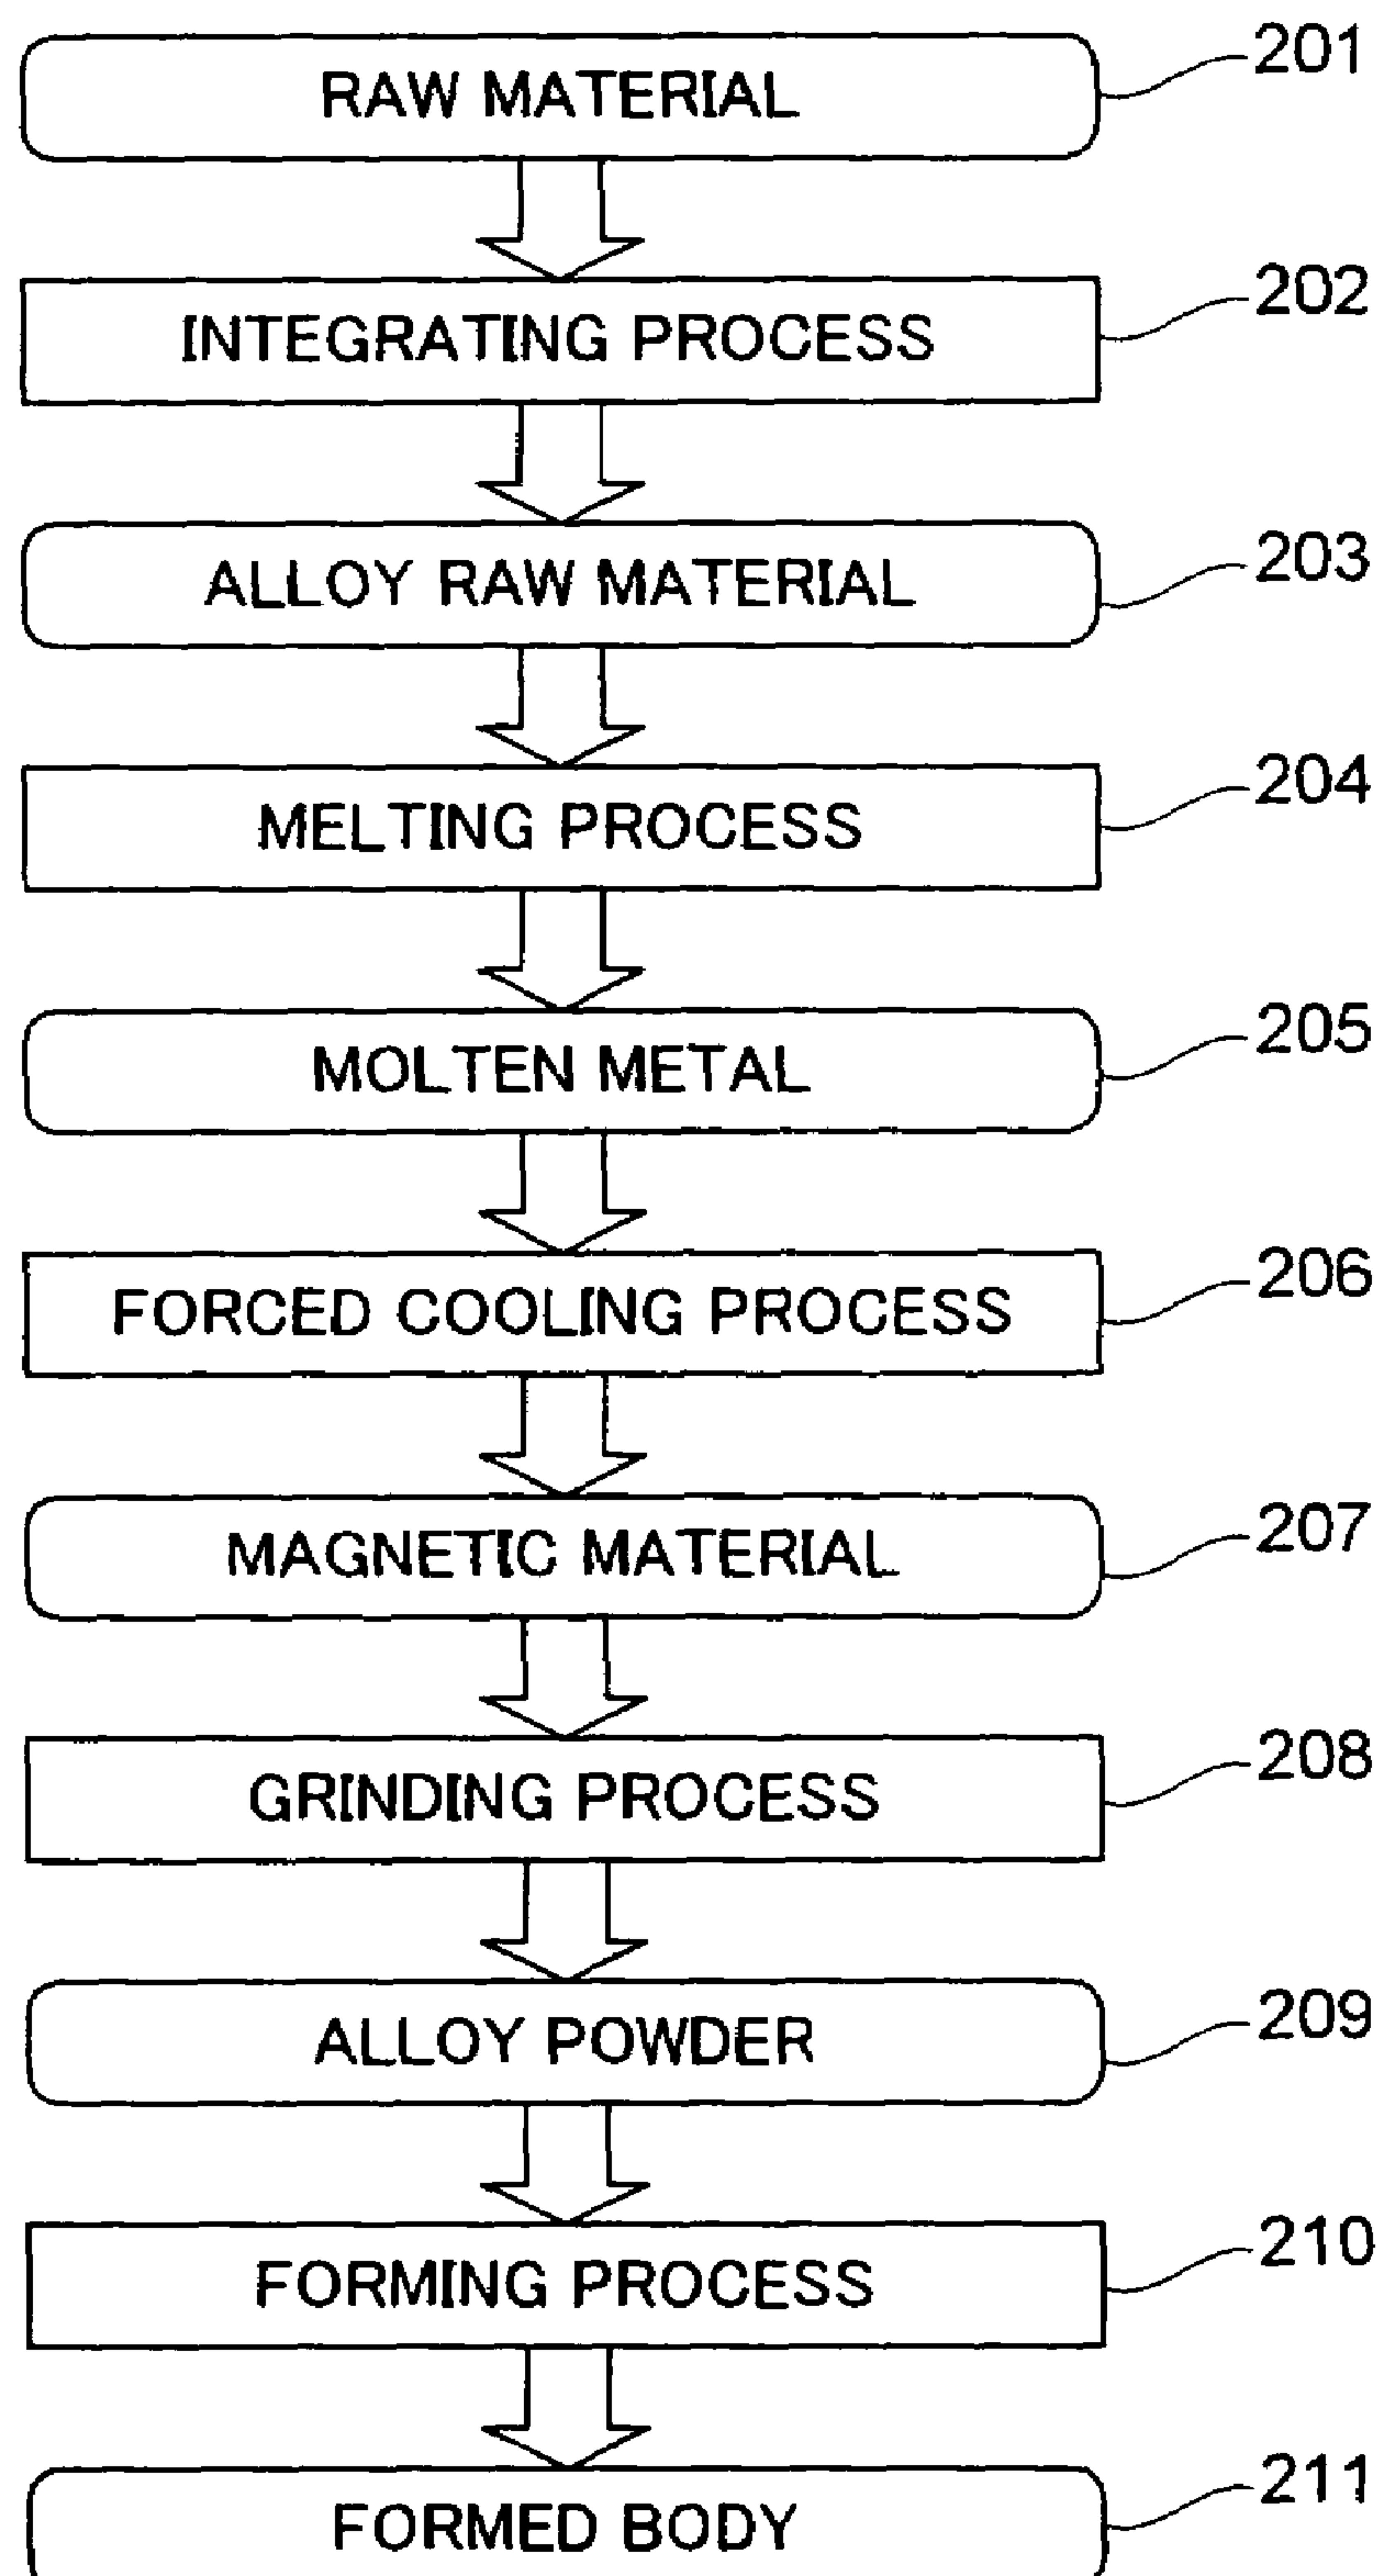 RAW MATERIAL 201
INTEGRATING PROCESS 202
ALLOY RAW MATERIAL 203
MELTING PROCESS 204
MOLTEN METAL 205
FORCED COOLING PROCESS 206
MAGNETIC MATERIAL 207
GRINDING PROCESS 208
ALLOY POWDER 209
FORMING PROCESS 210
FORMED BODY 211